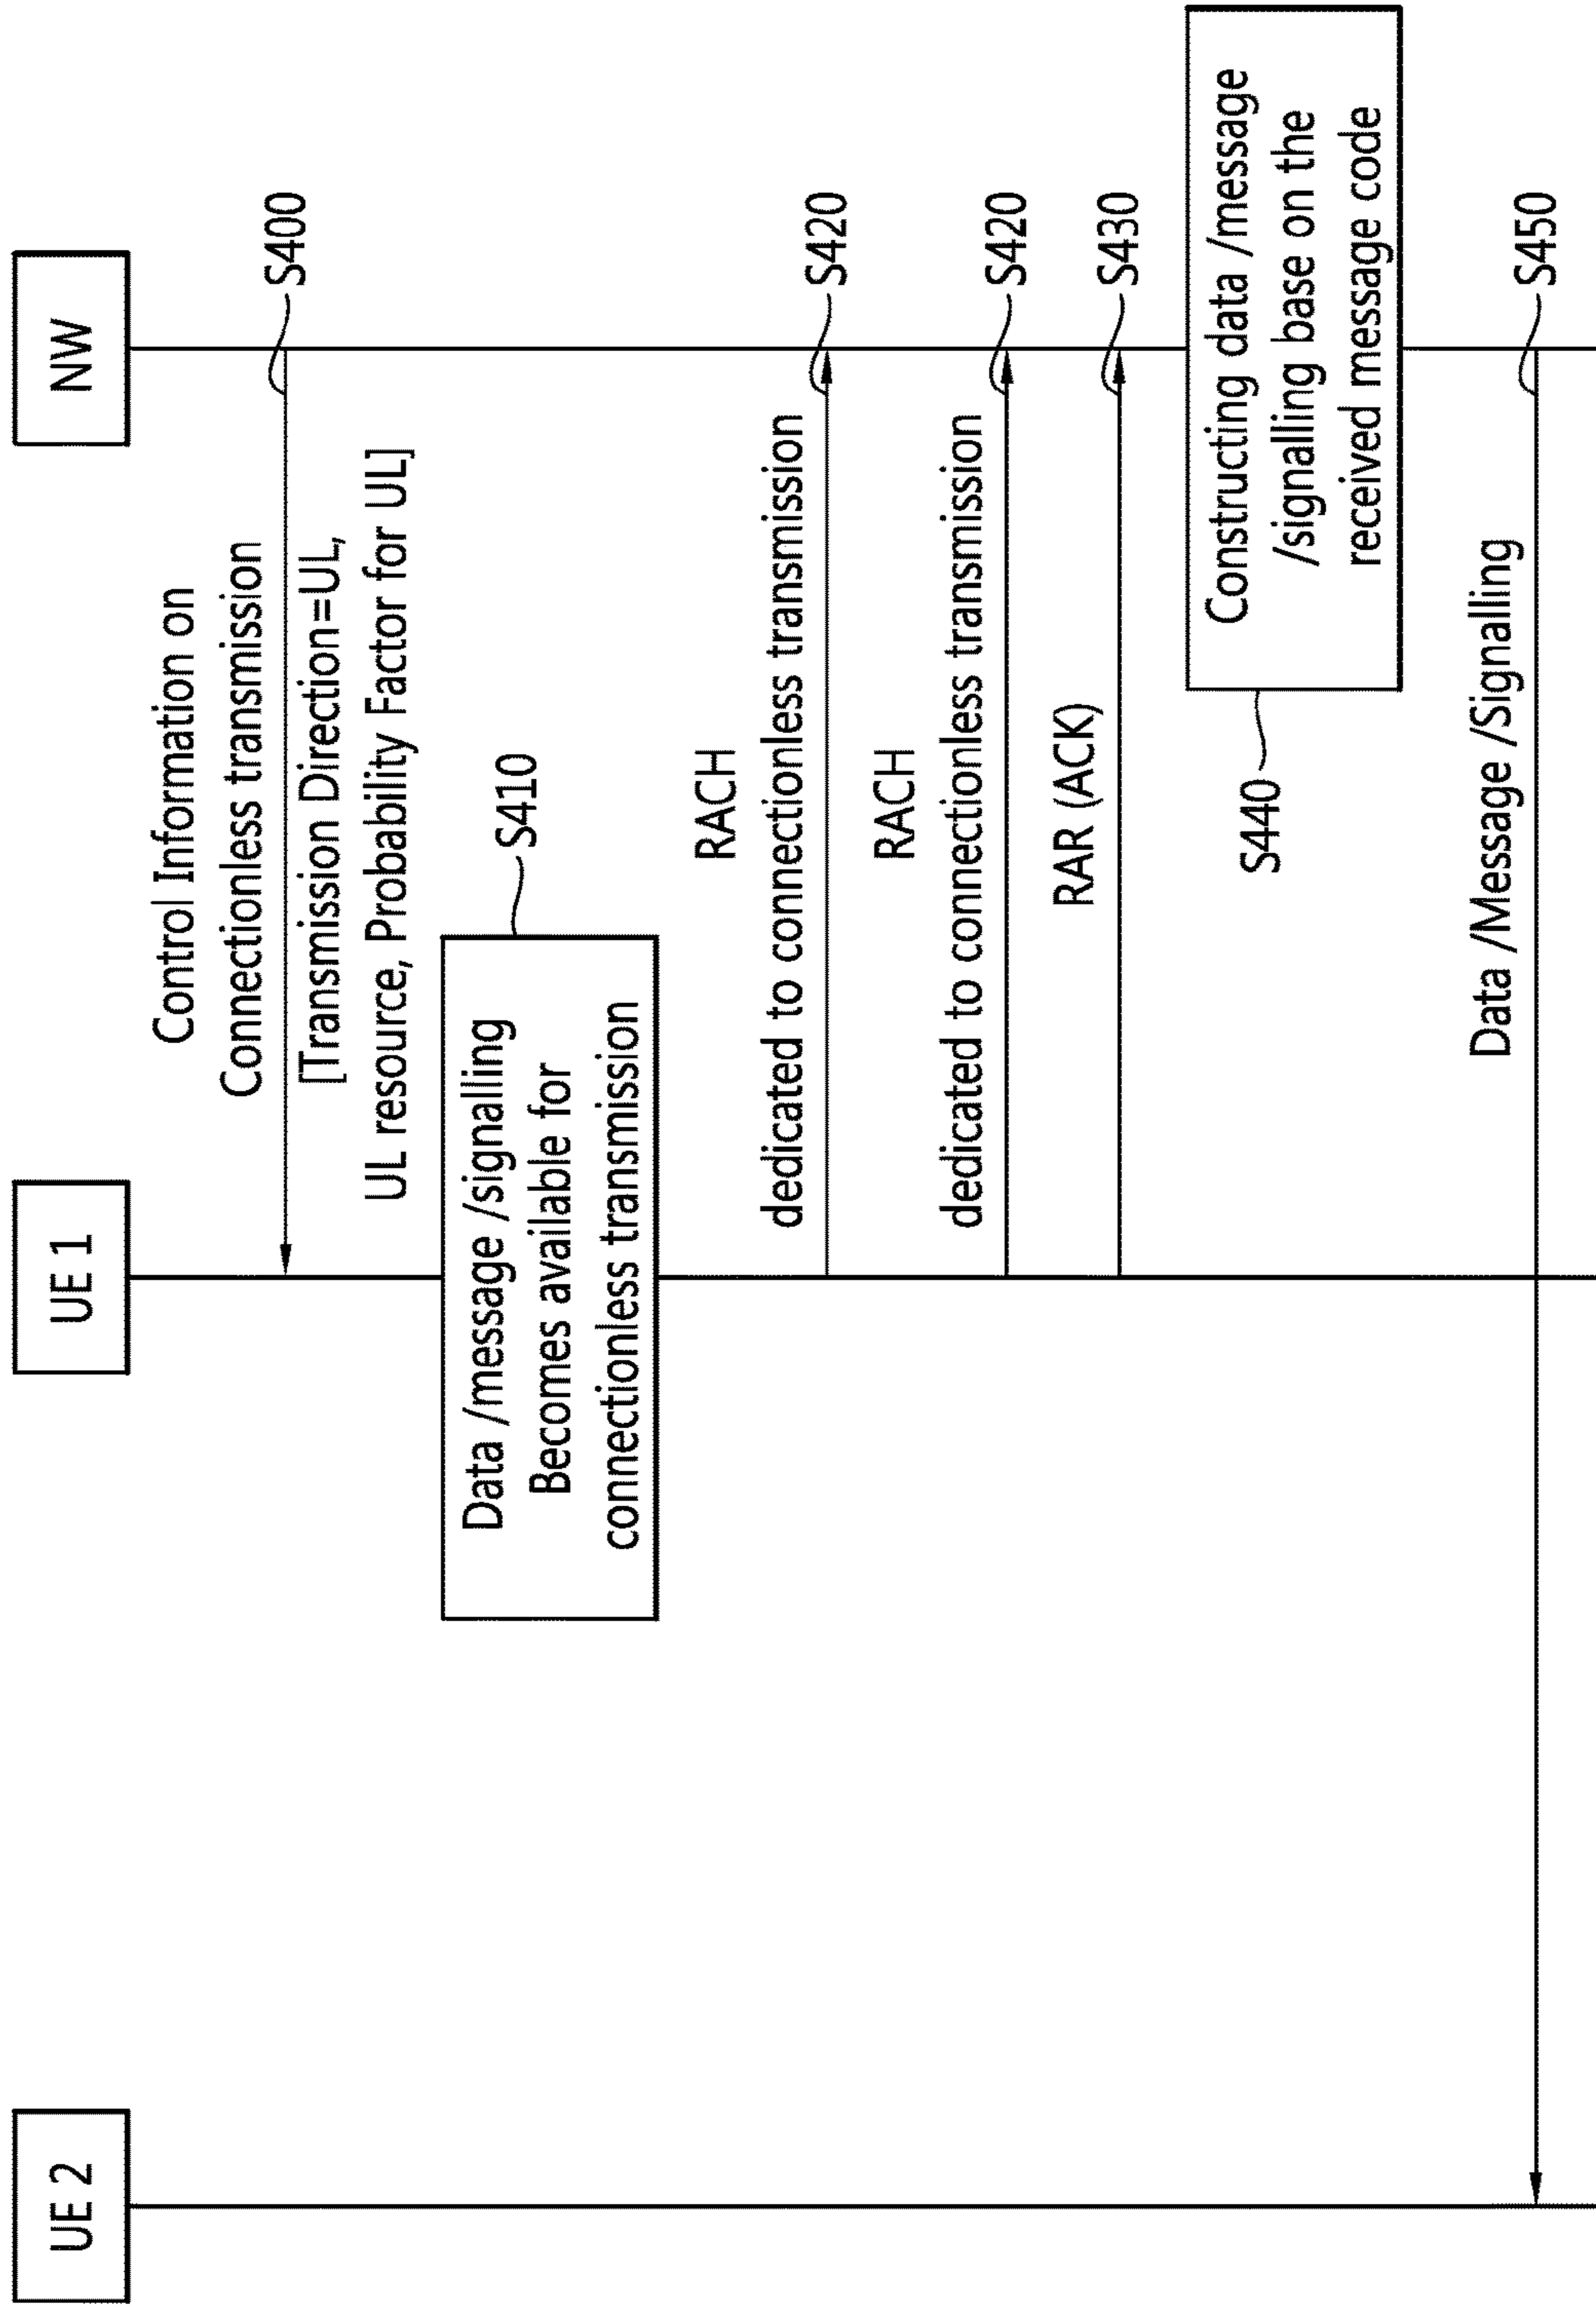 UE 2
UE 1
NW
Control Information on
Connectionless transmission
S400
[Transmission Direction=UL,
UL resource, Probability Factor for UL]
Data /message /signalling
Becomes available for
connectionless transmission
S410
RACH
dedicated to connectionless transmission
S420
RACH
dedicated to connectionless transmission
S420
RAR (ACK)
S430
Constructing data /message
/signalling base on the
received message code
S440
Data /Message /Signalling
S450